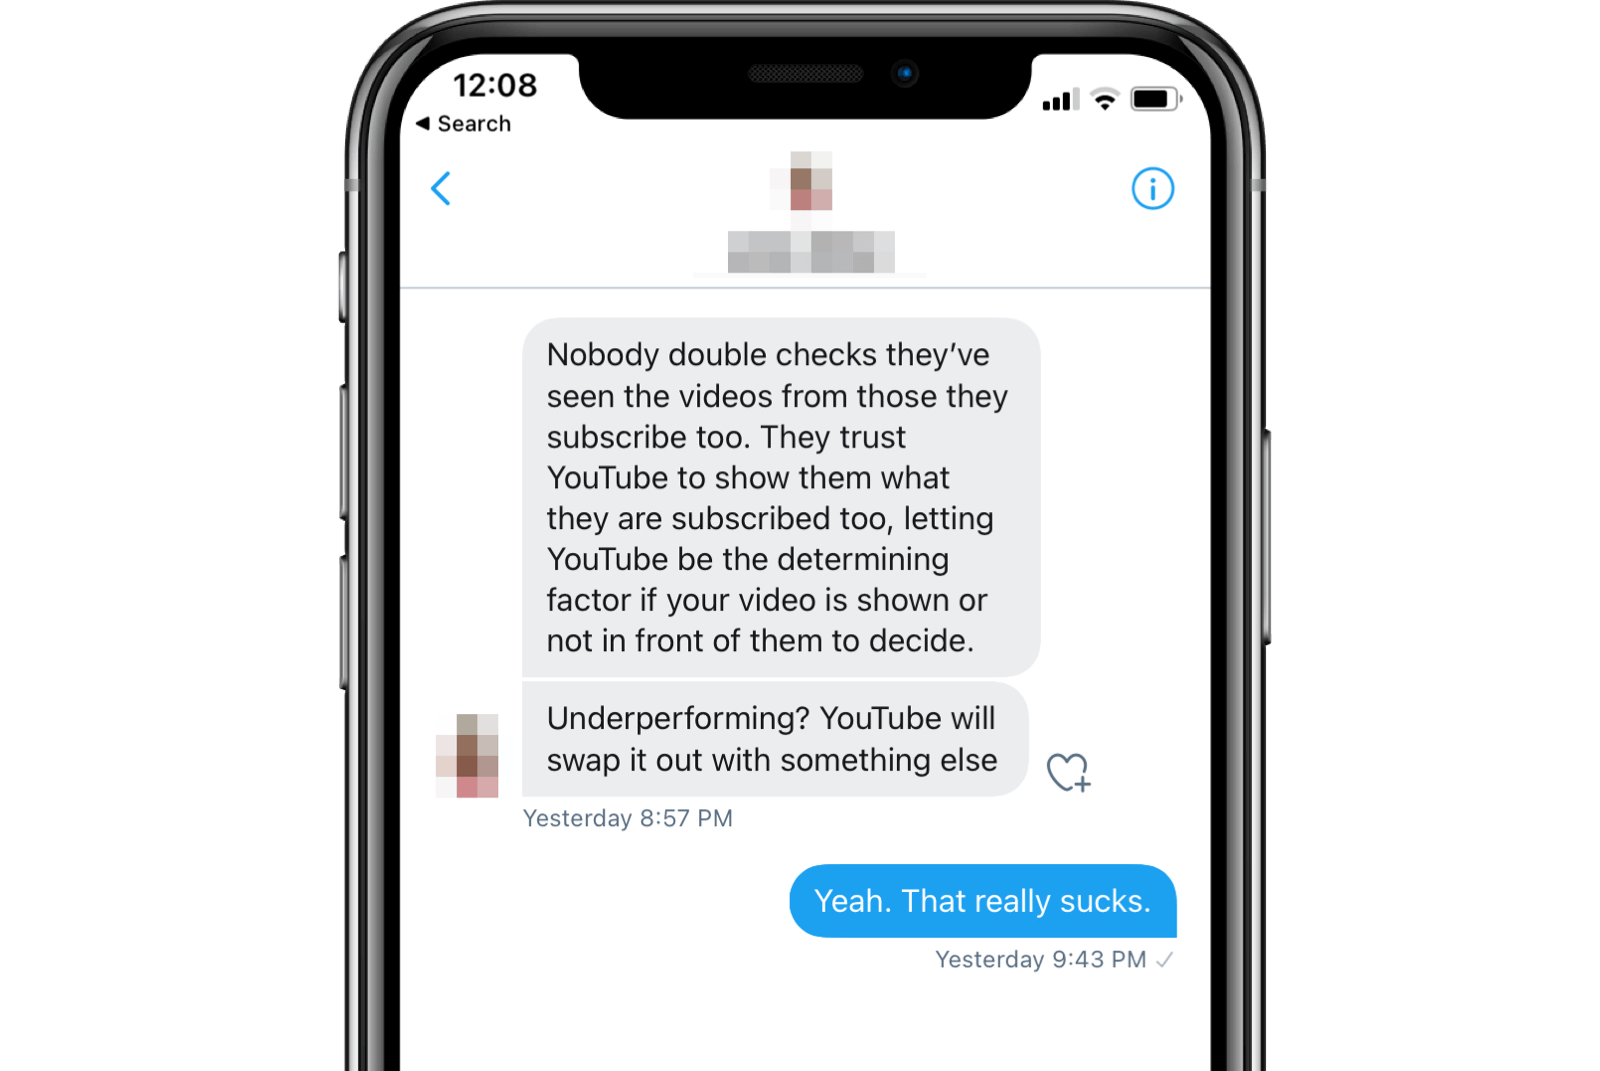 12:08
Search
Nobody double checks they’ve
seen the videos from those they
subscribe too. They trust
YouTube to show them what
they are subscribed too, letting
YouTube be the determining
factor if your video is shown or
not in front of them to decide.
Underperforming? YouTube will
swap it out with something else
Yesterday 8:57 PM
Yeah. That really sucks.
Yesterday 9:43 PM